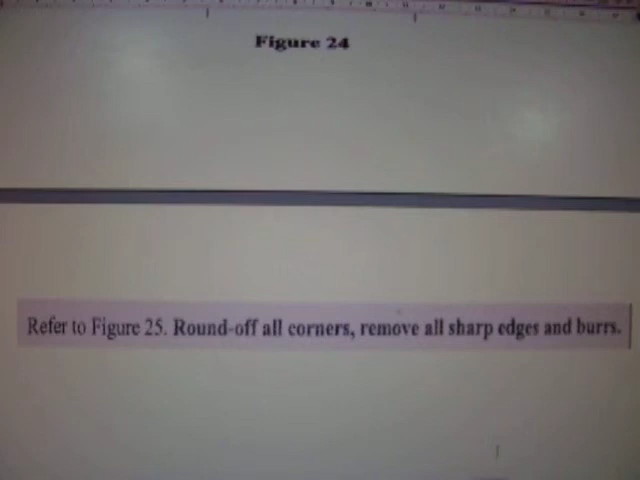 Figure 24
Refer to Figure 25. Round-off all corners, remove all sharp edges and burrs.